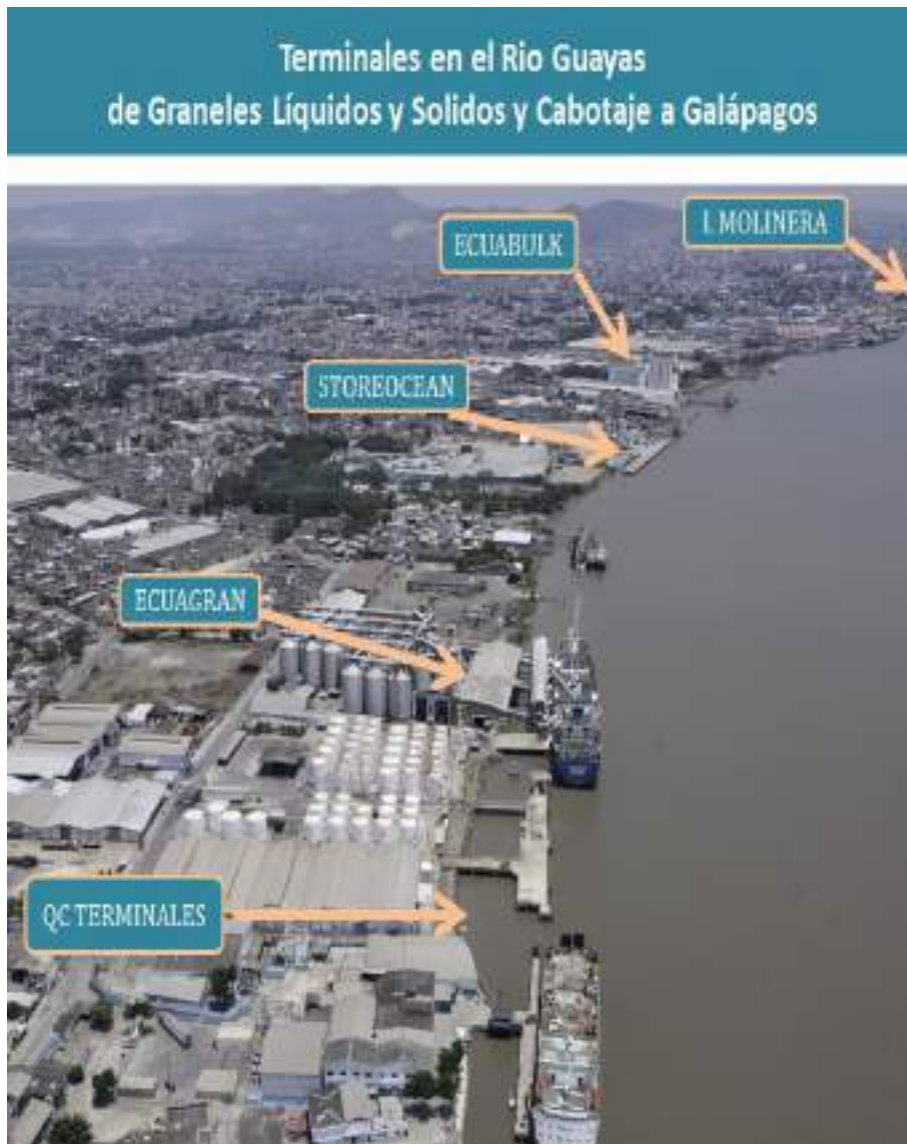 Terminales en el Rio Guayas
de Graneles Líquidos y Solidos y Cabotaje a Galápagos
I. MOLINERA
ECUABULK
STOREOCEAN
ECUAGRAN
QC TERMINALES